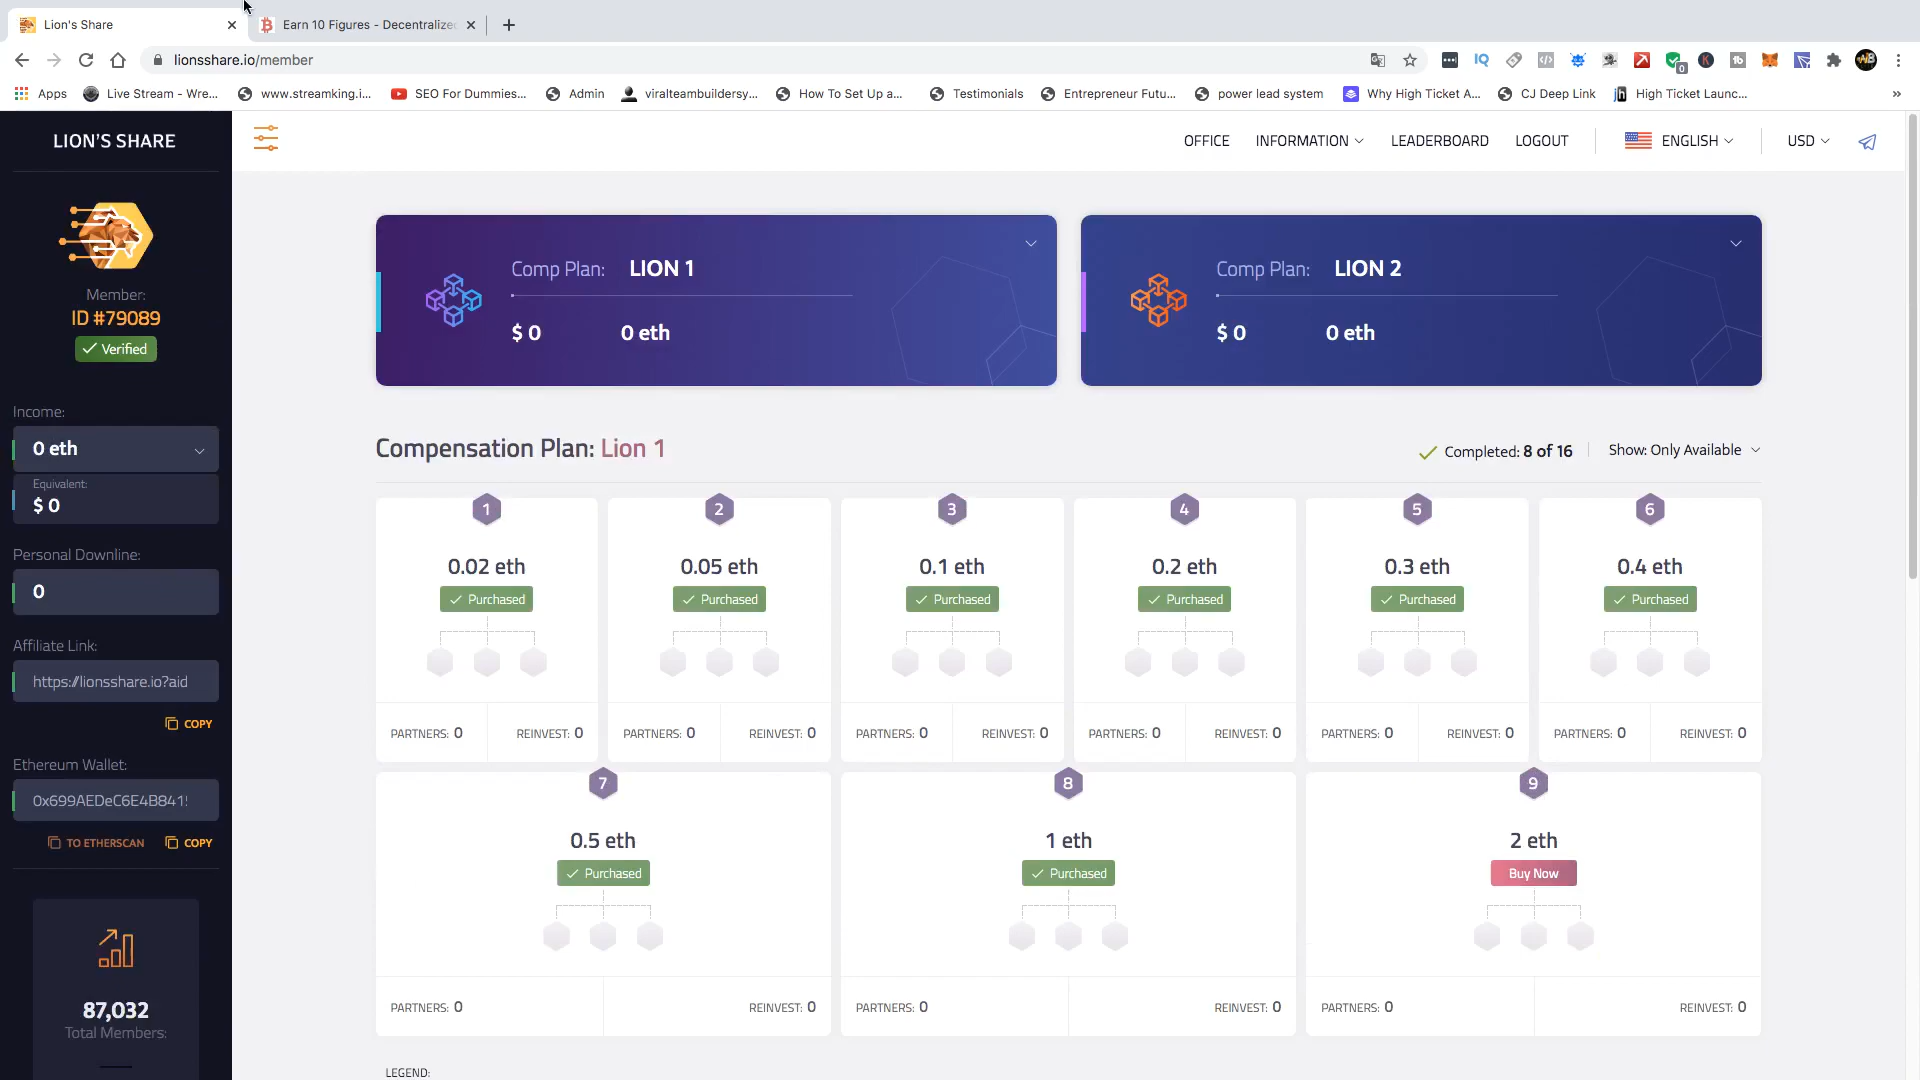 Lion's Share
Earn 10 Figures - Decentralized
lionsshare.io/member
Apps
Live Stream - Wre...
www.streamking.i...
SEO For Dummies...
Admin
viralteambuildersy...
How To Set Up a...
Testimonials
Entrepreneur Futu...
power lead system
Why High Ticket A...
CJ Deep Link
High Ticket Launc...
LION'S SHARE
OFFICE
INFORMATION
LEADERBOARD
LOGOUT
ENGLISH
USD
Member:
ID #79089
Verified
Income:
0 eth
Equivalent:
$ 0
Personal Downline:
0
Affiliate Link:
https://lionsshare.io?aid
COPY
Ethereum Wallet:
0x699AEDeC6E4B841
TO ETHERSCAN
COPY
87,032
Total Members:
Comp Plan: LION 1
$ 0 0 eth
Comp Plan: LION 2
$ 0 0 eth
Compensation Plan: Lion 1
Completed: 8 of 16
Show: Only Available
1
0.02 eth
Purchased
PARTNERS: 0 REINVEST: 0
2
0.05 eth
Purchased
PARTNERS: 0 REINVEST: 0
3
0.1 eth
Purchased
PARTNERS: 0 REINVEST: 0
4
0.2 eth
Purchased
PARTNERS: 0 REINVEST: 0
5
0.3 eth
Purchased
PARTNERS: 0 REINVEST: 0
6
0.4 eth
Purchased
PARTNERS: 0 REINVEST: 0
7
0.5 eth
Purchased
PARTNERS: 0 REINVEST: 0
8
1 eth
Purchased
PARTNERS: 0 REINVEST: 0
9
2 eth
Buy Now
PARTNERS: 0 REINVEST: 0
LEGEND: